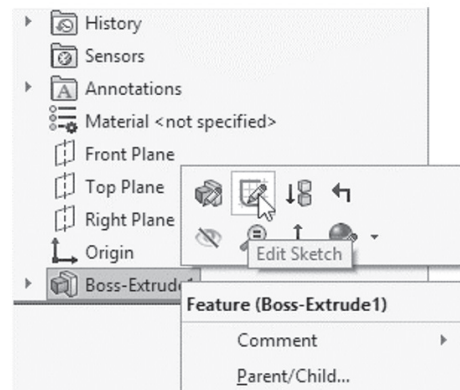 History
Sensors
Annotations
Material <not specified>
Front Plane
Top Plane
Right Plane
Origin
Edit Sketch
Boss-Extrude1
Feature (Boss-Extrude1)
Comment
Parent/Child...